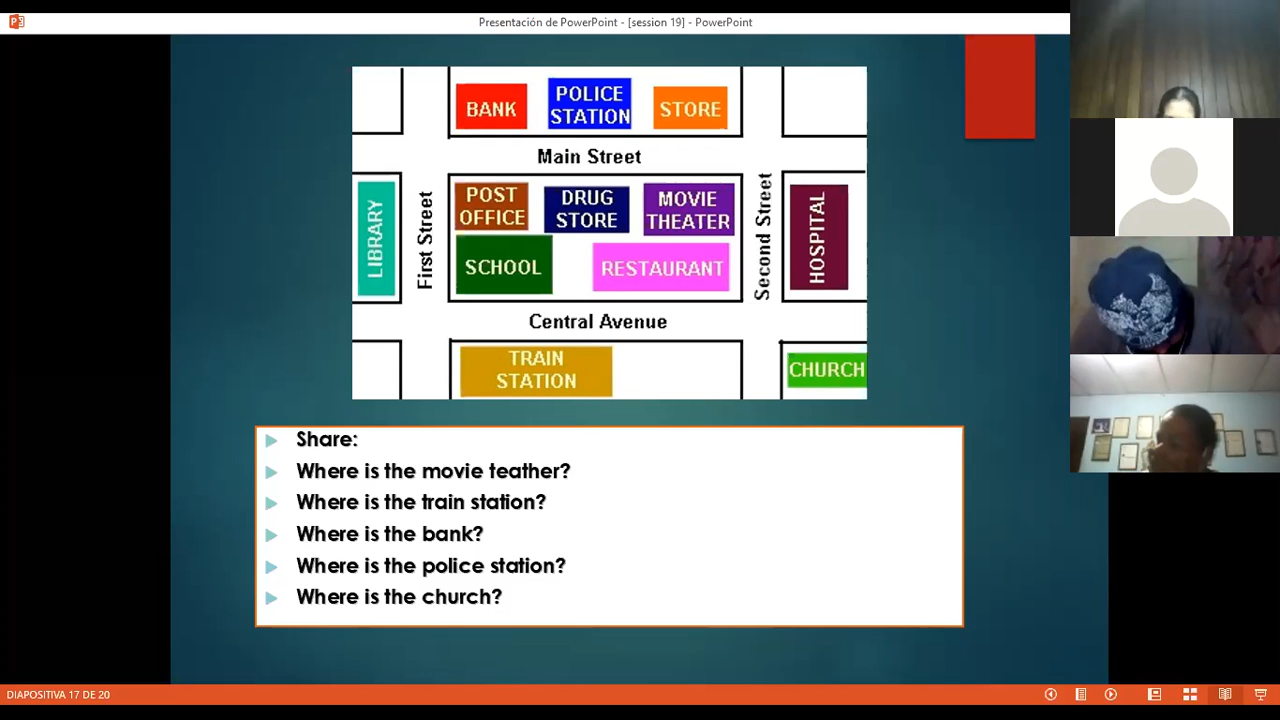 Presentación de PowerPoint - [session 19] - PowerPoint
BANK
POLICE
STATION
STORE
Main Street
LIBRARY
First Street
POST
OFFICE
DRUG
STORE
MOVIE
THEATER
SCHOOL
RESTAURANT
Second Street
HOSPITAL
Central Avenue
TRAIN
STATION
CHURCH
Share:
Where is the movie teather?
Where is the train station?
Where is the bank?
Where is the police station?
Where is the church?
DIAPOSITIVA 17 DE 20